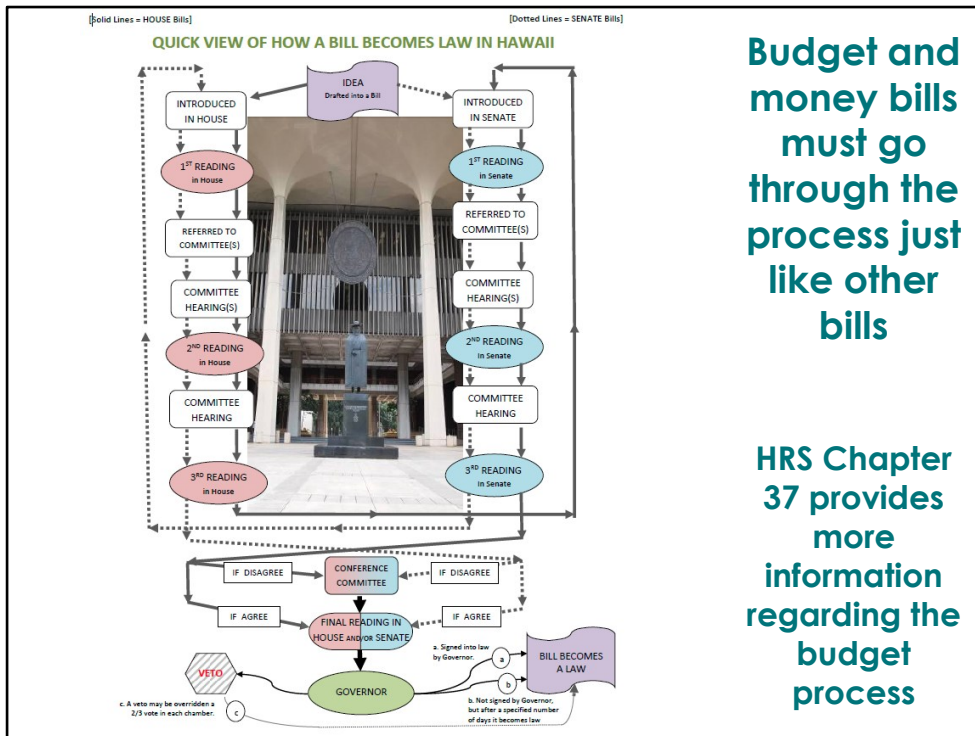 [Solid Lines = HOUSE Bills]
[Dotted Lines = SENATE Bills]
QUICK VIEW OF HOW A BILL BECOMES LAW IN HAWAII
IDEA
Drafted into a Bill
INTRODUCED
IN HOUSE
1ST READING
in House
REFERRED TO
COMMITTEE(S)
COMMITTEE
HEARING(S)
2ND READING
in House
COMMITTEE
HEARING
3RD READING
in House
INTRODUCED
IN SENATE
1ST READING
in Senate
REFERRED TO
COMMITTEE(S)
COMMITTEE
HEARING(S)
2ND READING
in Senate
COMMITTEE
HEARING
3RD READING
in Senate
IF DISAGREE
CONFERENCE
COMMITTEE
IF DISAGREE
IF AGREE
FINAL READING IN
HOUSE AND/OR SENATE
IF AGREE
GOVERNOR
a. Signed into law
by Governor.
a
b
b. Not signed by Governor,
but after a specified number
of days it becomes law
BILL BECOMES
A LAW
VETO
c. A veto may be overridden a
2/3 vote in each chamber.
c
Budget and
money bills
must go
through the
process just
like other
bills
HRS Chapter
37 provides
more
information
regarding the
budget
process